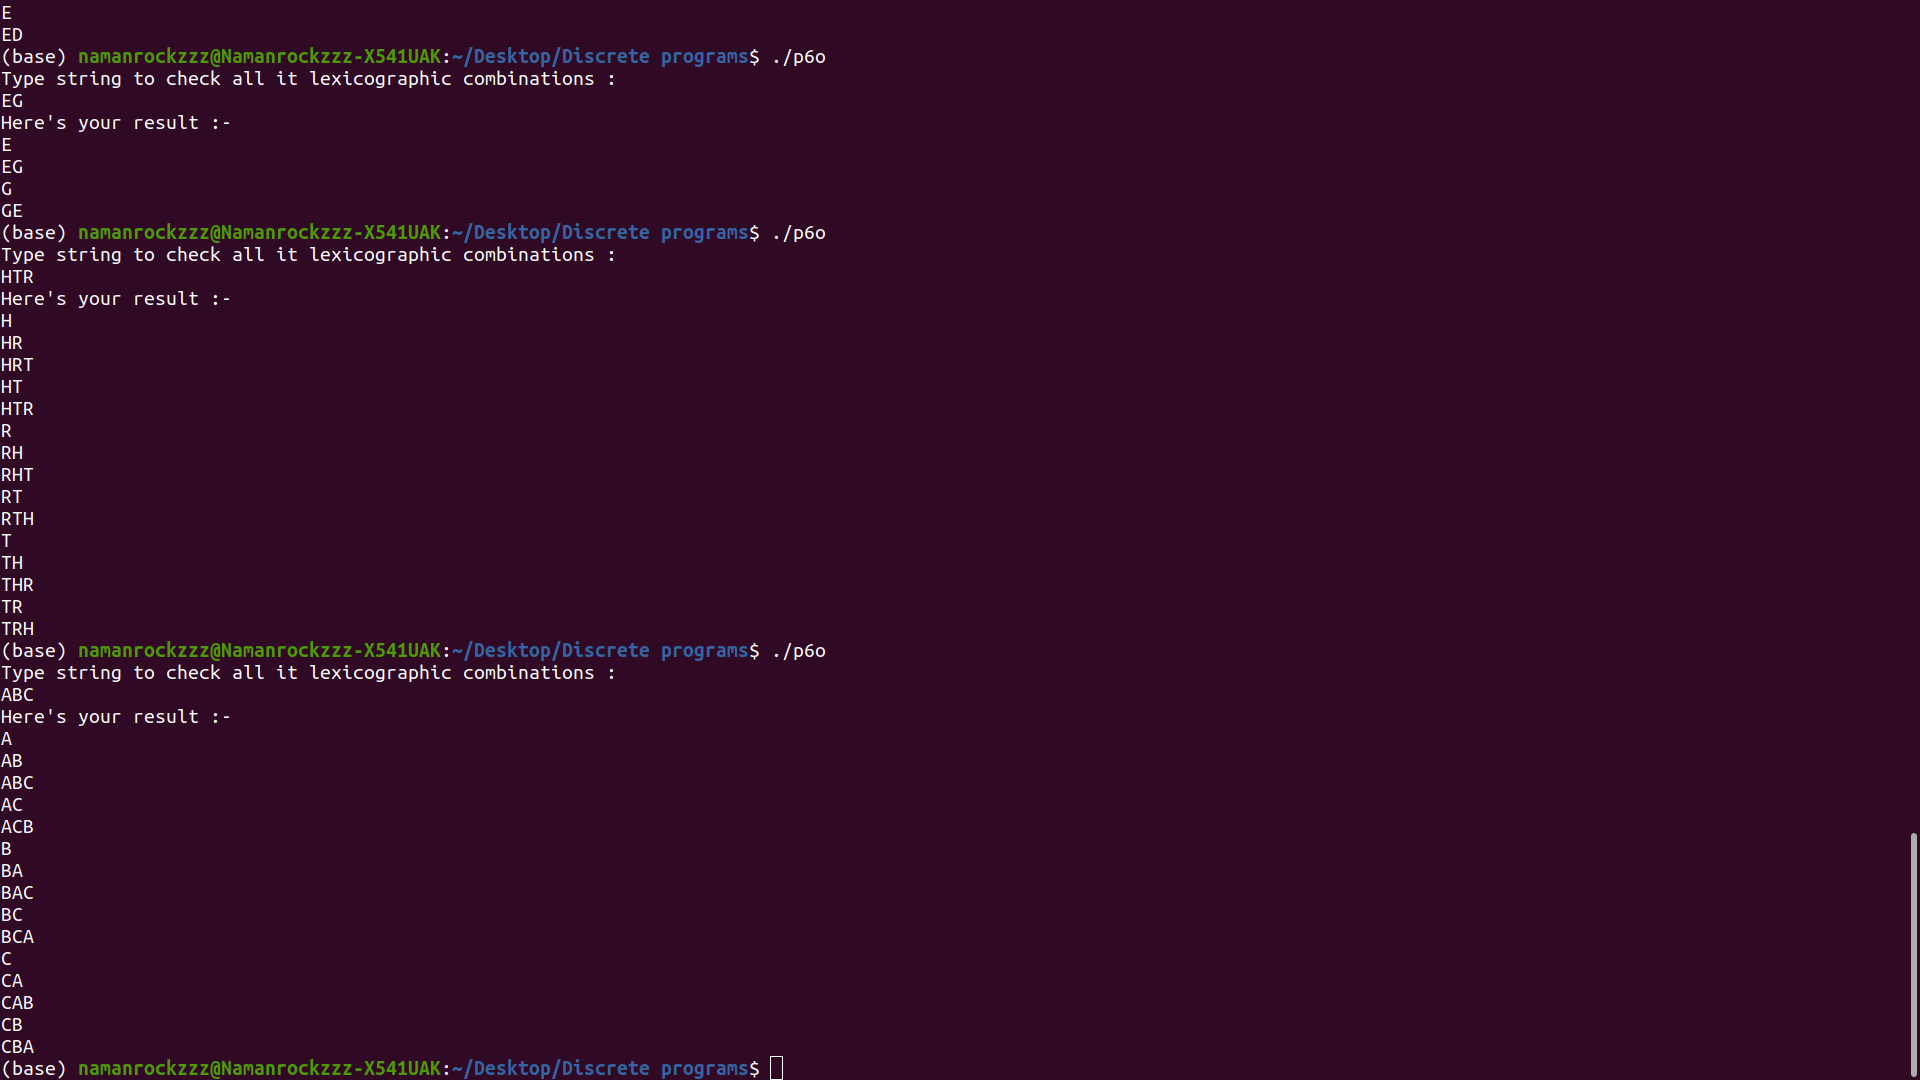 E
ED
(base) namanrockzzz@Namanrockzzz-X541UAK:~/Desktop/Discrete programs$ ./p6o
Type string to check all it lexicographic combinations :
EG
Here's your result :-
E
EG
G
GE
(base) namanrockzzz@Namanrockzzz-X541UAK:~/Desktop/Discrete programs$ ./p6o
Type string to check all it lexicographic combinations :
HTR
Here's your result :-
H
HR
HRT
HT
HTR
R
RH
RHT
RT
RTH
T
TH
THR
TR
TRH
(base) namanrockzzz@Namanrockzzz-X541UAK:~/Desktop/Discrete programs$ ./p6o
Type string to check all it lexicographic combinations :
ABC
Here's your result :-
A
AB
ABC
AC
ACB
B
BA
BAC
BC
BCA
C
CA
CAB
CB
CBA
(base) namanrockzzz@Namanrockzzz-X541UAK:~/Desktop/Discrete programs$